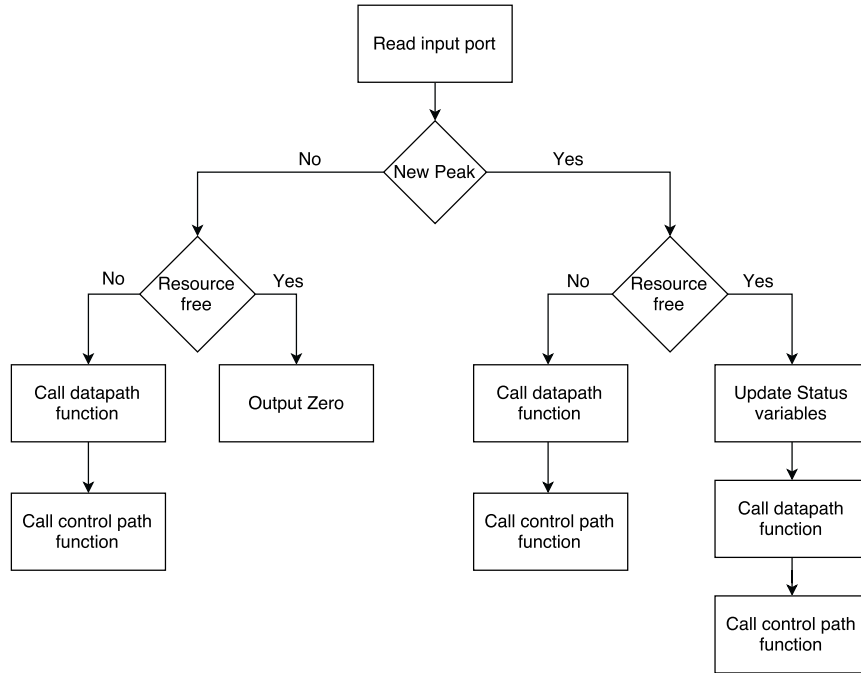 Read input port
No
New Peak
Yes
No
Resource
free
Yes
No
Resource
free
Yes
Call datapath
function
Output Zero
Call datapath
function
Update Status
variables
Call control path
function
Call control path
function
Call datapath
function
Call control path
function